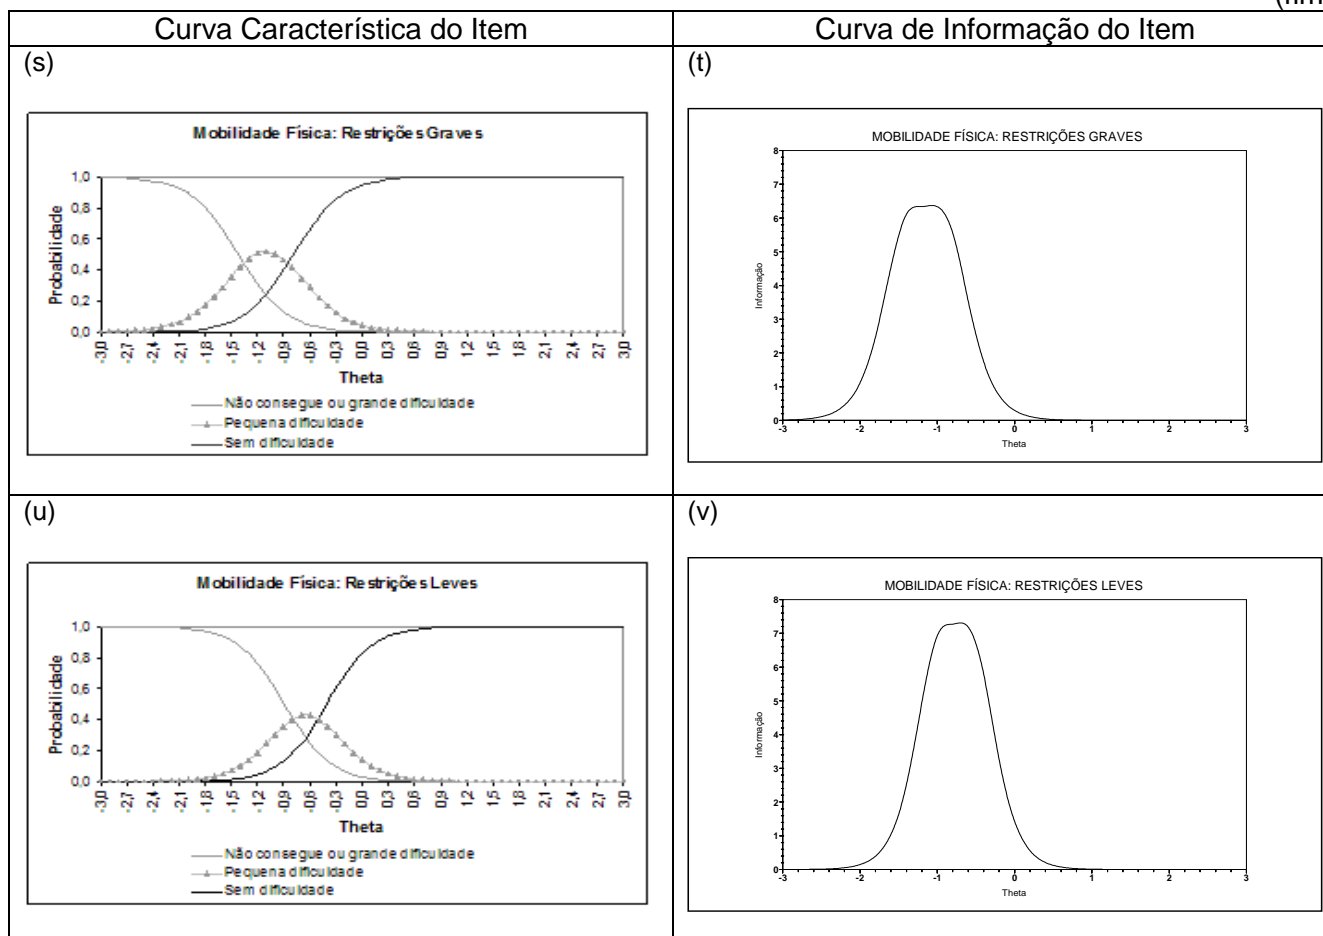 Curva Característica do Item
Curva de Informação do Item
(s)
Mobilidade Física: Restrições Graves
1,0
0,8
0,6
0,4
0,2
0,0
Probabilidade
-3,0 -2,7 -2,4 -2,1 -1,8 -1,5 -1,2 -0,9 -0,6 -0,3 0,0 0,3 0,6 0,9 1,2 1,5 1,8 2,1 2,4 2,7 3,0
Theta
Não consegue ou grande dificuldade
Pequena dificuldade
Sem dificuldade
(t)
MOBILIDADE FÍSICA: RESTRIÇÕES GRAVES
8
7
6
5
4
3
2
1
0
Informação
-3 -2 -1 0 1 2 3
Theta
(u)
Mobilidade Física: Restrições Leves
1,0
0,8
0,6
0,4
0,2
0,0
Probabilidade
-3,0 -2,7 -2,4 -2,1 -1,8 -1,5 -1,2 -0,9 -0,6 -0,3 0,0 0,3 0,6 0,9 1,2 1,5 1,8 2,1 2,4 2,7 3,0
Theta
Não consegue ou grande dificuldade
Pequena dificuldade
Sem dificuldade
(v)
MOBILIDADE FÍSICA: RESTRIÇÕES LEVES
8
7
6
5
4
3
2
1
0
Informação
-3 -2 -1 0 1 2 3
Theta